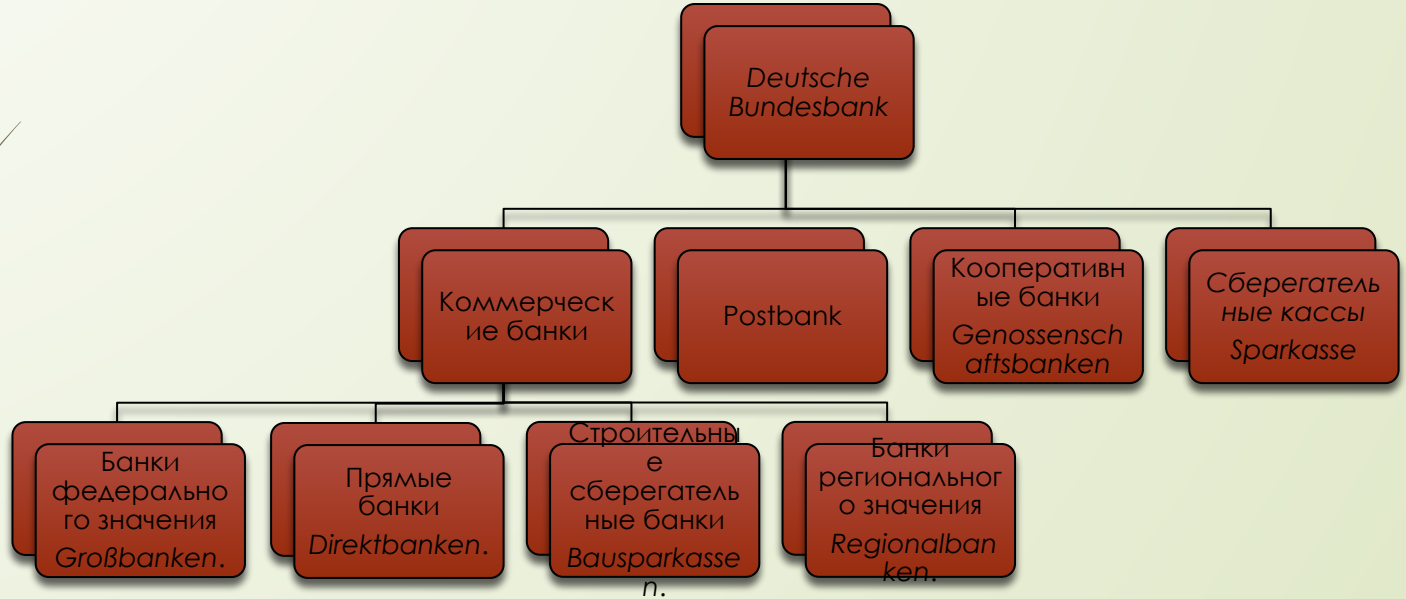 Deutsche
Bundesbank
Коммерческ
ие банки
Postbank
Кооперативн
ые банки
Genossensch
aftsbanken
Сберегатель
ные кассы
Sparkasse
Банки
федерально
го значения
Großbanken.
Прямые
банки
Direktbanken.
Строительны
е
сберегатель
ные банки
Bausparkasse
n.
Банки
региональног
о значения
Regionalban
ken.